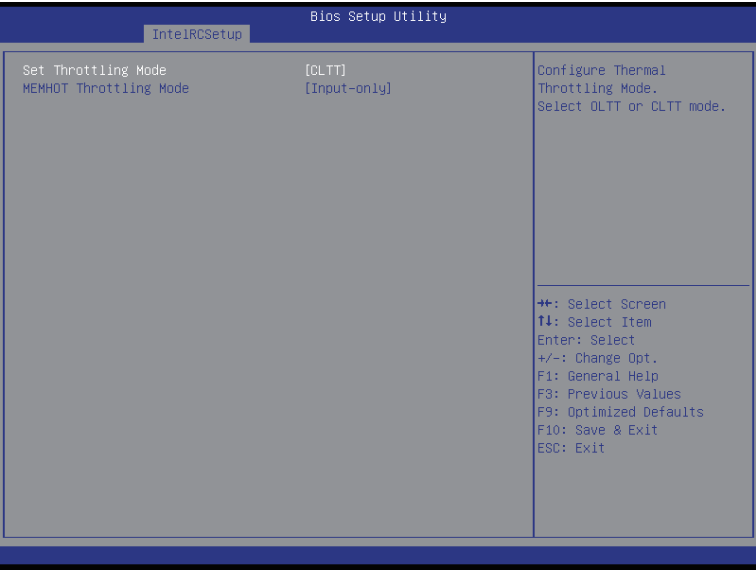 Bios Setup Utility
IntelRCSetup
Set Throttling Mode [CLTT]
MEMHOT Throttling Mode [Input-only]
Configure Thermal
Throttling Mode.
Select OLTT or CLTT mode.
→←: Select Screen
↑↓: Select Item
Enter: Select
+/-: Change Opt.
F1: General Help
F3: Previous Values
F9: Optimized Defaults
F10: Save & Exit
ESC: Exit